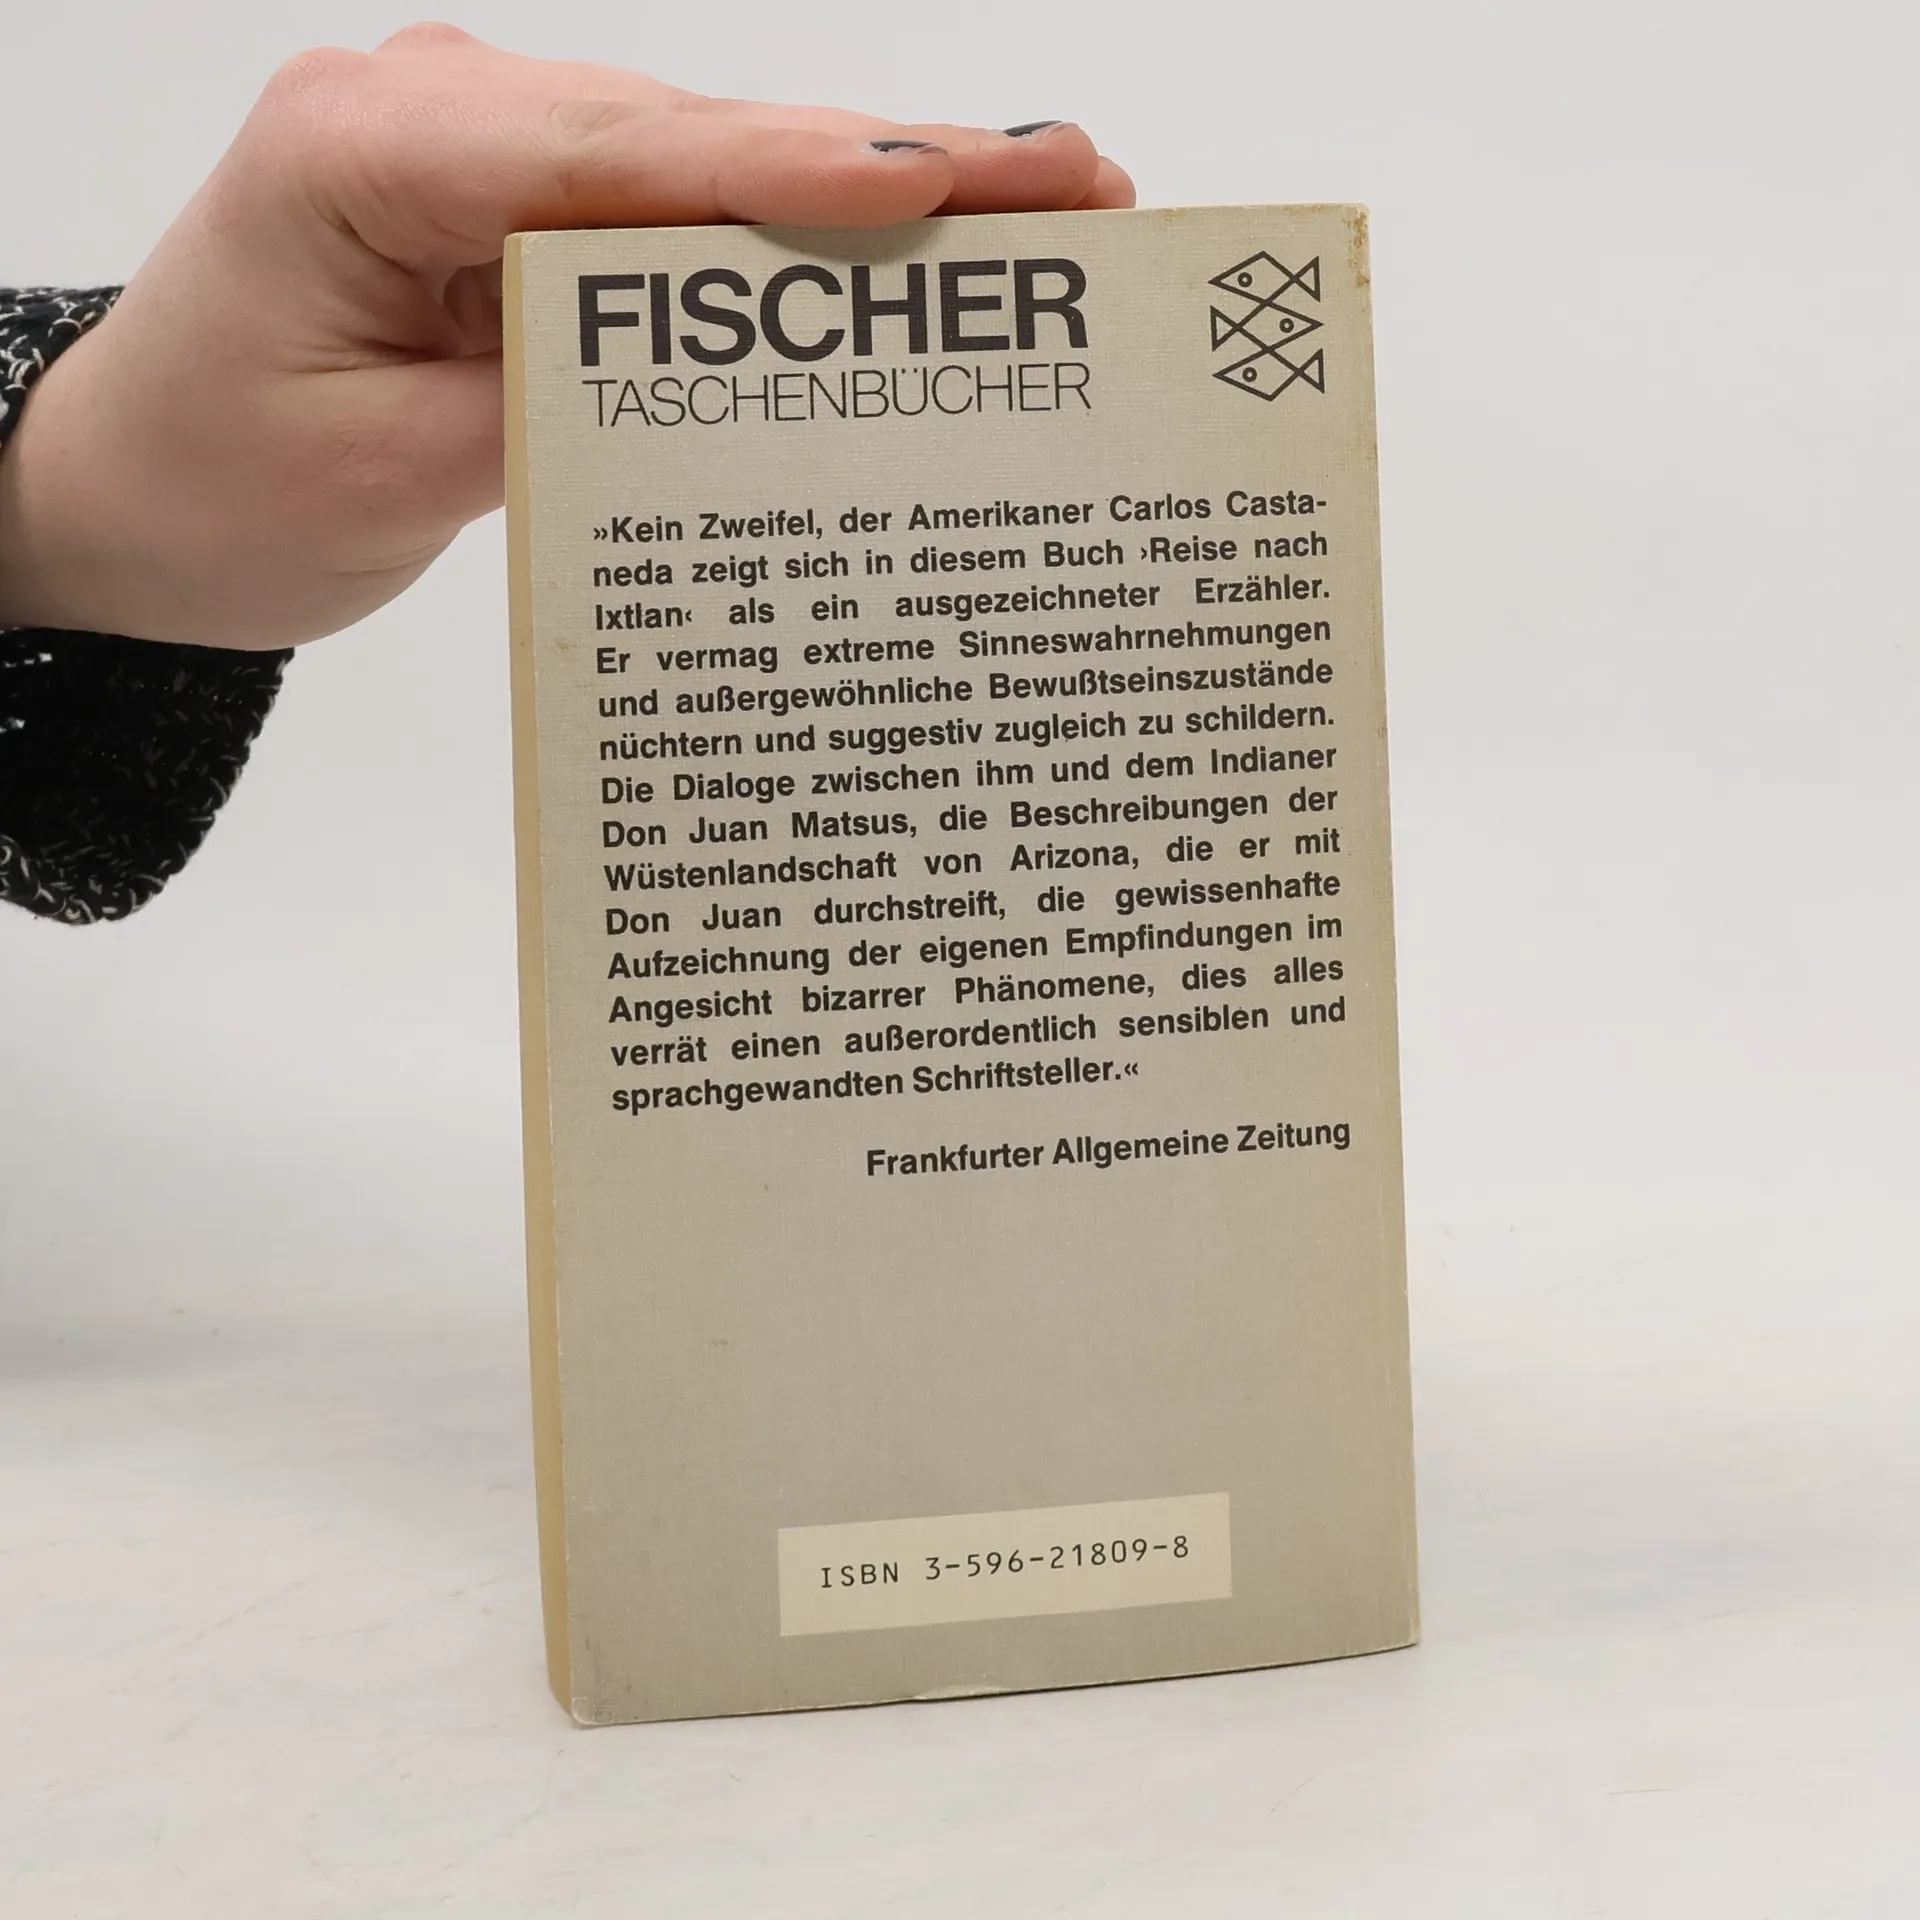 FISCHER
TASCHENBÜCHER
»Kein Zweifel, der Amerikaner Carlos Casta-
neda zeigt sich in diesem Buch ›Reise nach
Ixtlan‹ als ein ausgezeichneter Erzähler.
Er vermag extreme Sinneswahrnehmungen
und außergewöhnliche Bewußtseinszustände
nüchtern und suggestiv zugleich zu schildern.
Die Dialoge zwischen ihm und dem Indianer
Don Juan Matsus, die Beschreibungen der
Wüstenlandschaft von Arizona, die er mit
Don Juan durchstreift, die gewissenhafte
Aufzeichnung der eigenen Empfindungen im
Angesicht bizarrer Phänomene, dies alles
verrät einen außerordentlich sensiblen und
sprachgewandten Schriftsteller.«
Frankfurter Allgemeine Zeitung
ISBN 3-596-21809-8